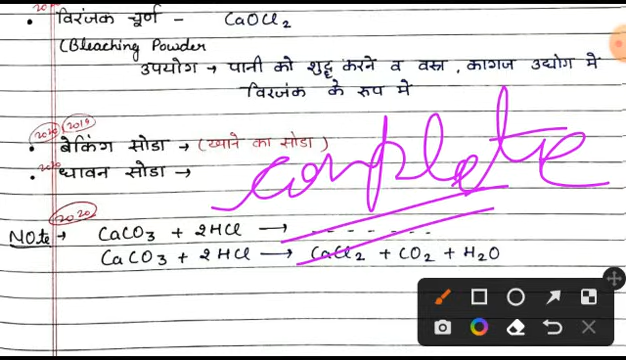 • विरंजक चूर्ण - CaOCl2
(Bleaching Powder
उपयोग → पानी को शुद्ध करने व वस्त्र, कागज उद्योग में
विरंजक के रूप में
2020 2019
• बेकिंग सोडा → (खाने का सोडा)
• धावन सोडा →
complete
2020
NOte → CaCO3 + 2HCl → - - - - - - -
CaCO3 + 2HCl → CaCl2 + CO2 + H2O